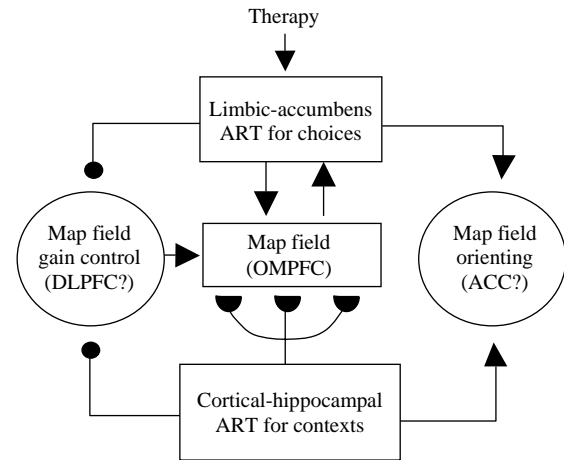 Therapy
Limbic-accumbens
ART for choices
Map field
gain control
(DLPFC?)
Map field
(OMPFC)
Map field
orienting
(ACC?)
Cortical-hippocampal
ART for contexts